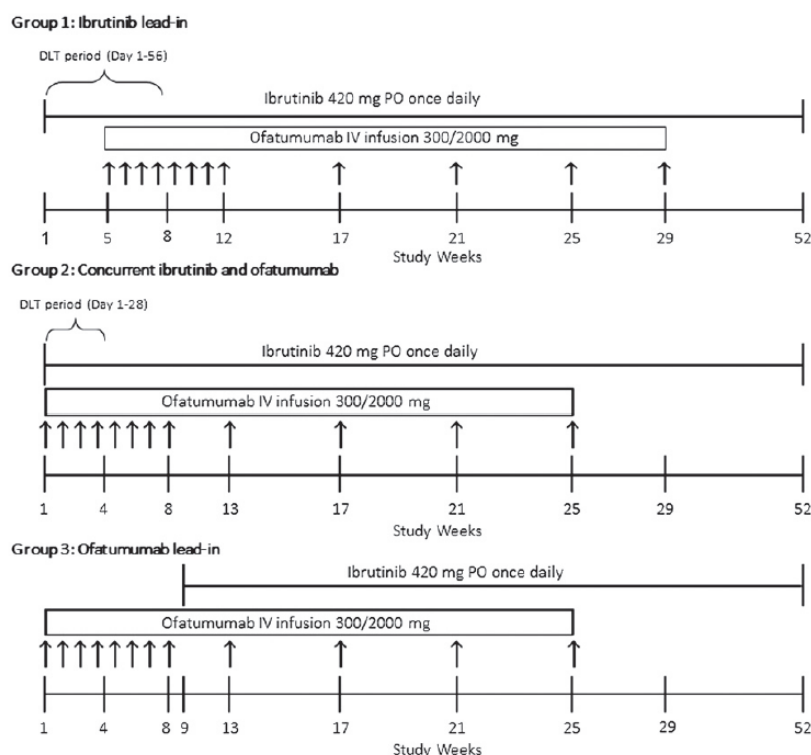 Group 1: Ibrutinib lead-in
DLT period (Day 1-56)
Ibrutinib 420 mg PO once daily
Ofatumumab IV infusion 300/2000 mg
1 5 8 12 17 21 25 29 52
Study Weeks
Group 2: Concurrent ibrutinib and ofatumumab
DLT period (Day 1-28)
Ibrutinib 420 mg PO once daily
Ofatumumab IV infusion 300/2000 mg
1 4 8 13 17 21 25 29 52
Study Weeks
Group 3: Ofatumumab lead-in
Ibrutinib 420 mg PO once daily
Ofatumumab IV infusion 300/2000 mg
1 4 8 9 13 17 21 25 29 52
Study Weeks